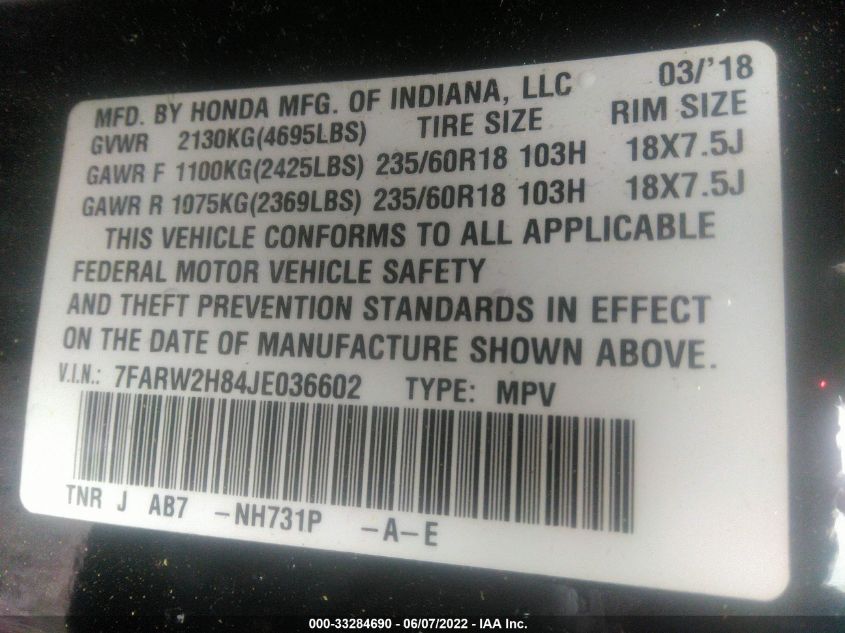 MFD. BY HONDA MFG. OF INDIANA, LLC 03/'18
GVWR 2130KG(4695LBS) TIRE SIZE RIM SIZE
GAWR F 1100KG(2425LBS) 235/60R18 103H 18X7.5J
GAWR R 1075KG(2369LBS) 235/60R18 103H 18X7.5J
THIS VEHICLE CONFORMS TO ALL APPLICABLE
FEDERAL MOTOR VEHICLE SAFETY
AND THEFT PREVENTION STANDARDS IN EFFECT
ON THE DATE OF MANUFACTURE SHOWN ABOVE.
V.I.N.: 7FARW2H84JE036602 TYPE: MPV
TNR J AB7 -NH731P -A-E
000-33284690 - 06/07/2022 - IAA Inc.